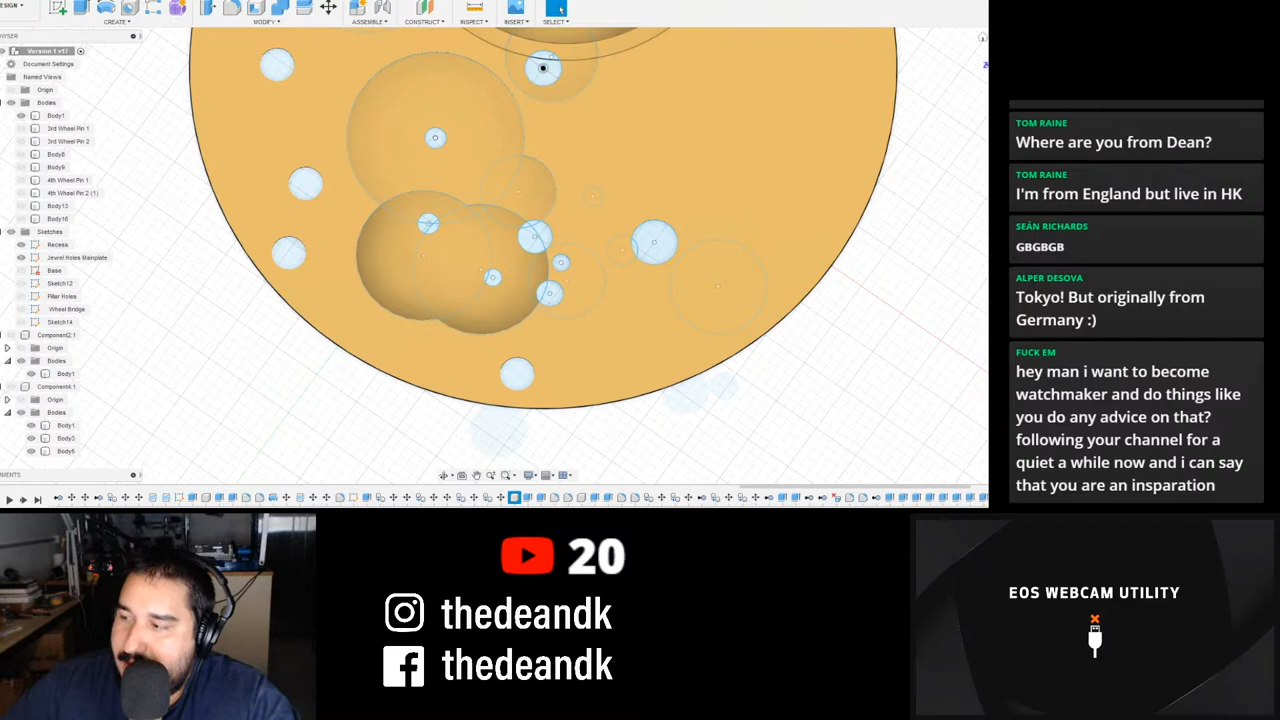 ESIGN
CREATE
MODIFY
ASSEMBLE
CONSTRUCT
INSPECT
INSERT
SELECT
Version 1 v17
Document Settings
Named Views
Origin
Bodies
Body1
3rd Wheel Pin 1
3rd Wheel Pin 2
Body8
Body9
4th Wheel Pin 1
4th Wheel Pin 2 (1)
Body13
Body16
Sketches
Recess
Jewel Holes Mainplate
Base
Sketch12
Pillar Holes
Wheel Bridge
Sketch14
Component2:1
Origin
Bodies
Body1
Component4:1
Origin
Bodies
Body1
Body3
Body5
MMENTS
TOM RAINE
Where are you from Dean?
TOM RAINE
I'm from England but live in HK
SEÁN RICHARDS
GBGBGB
ALPER DESOVA
Tokyo! But originally from
Germany :)
FUCK EM
hey man i want to become
watchmaker and do things like
you do any advice on that?
following your channel for a
quiet a while now and i can say
that you are an insparation
20
thedeandk
thedeandk
EOS WEBCAM UTILITY